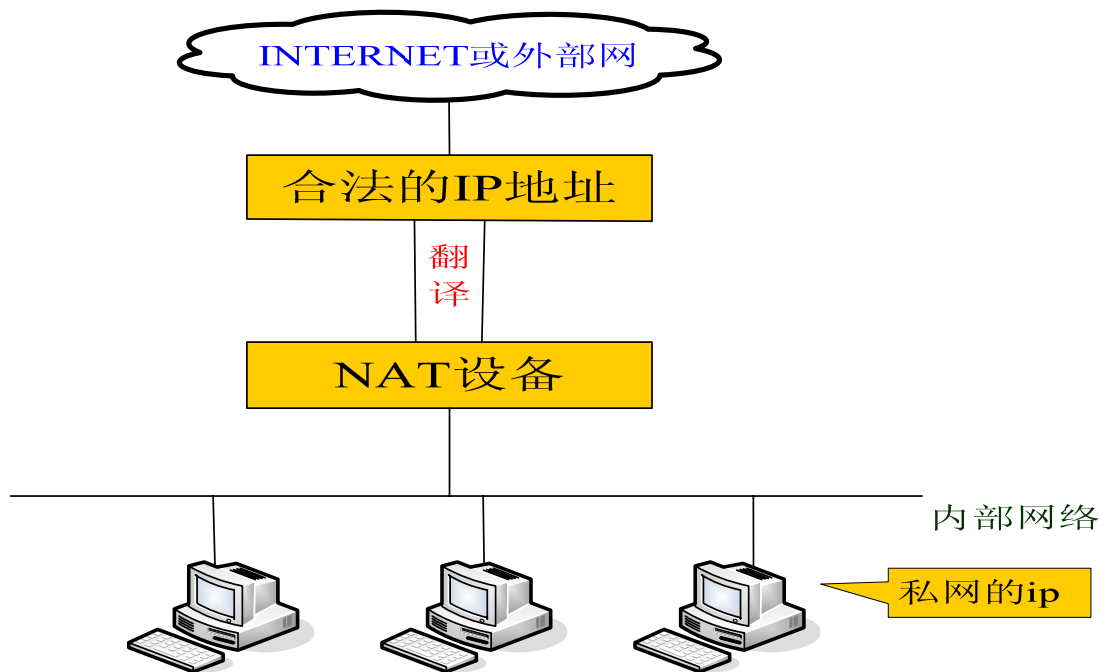 INTERNET或外部网
合法的IP地址
翻
译
NAT设备
内部网络
私网的ip